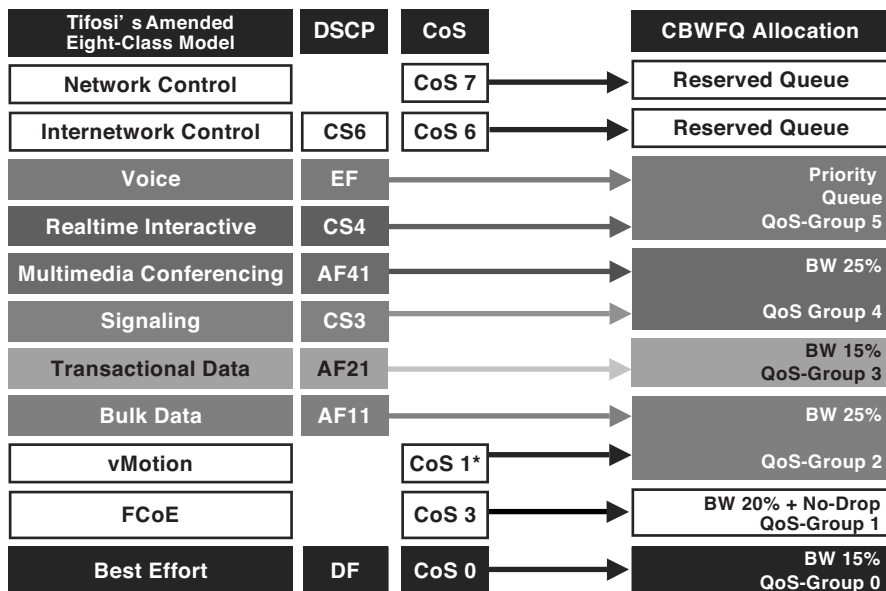 Tifosi's Amended
Eight-Class Model
DSCP
CoS
CBWFQ Allocation
Network Control
CoS 7
Reserved Queue
Internetwork Control
CS6
CoS 6
Reserved Queue
Voice
EF
Priority
Queue
QoS-Group 5
Realtime Interactive
CS4
Multimedia Conferencing
AF41
BW 25%
QoS Group 4
Signaling
CS3
Transactional Data
AF21
BW 15%
QoS-Group 3
Bulk Data
AF11
BW 25%
QoS-Group 2
vMotion
CoS 1*
FCoE
CoS 3
BW 20% + No-Drop
QoS-Group 1
Best Effort
DF
CoS 0
BW 15%
QoS-Group 0